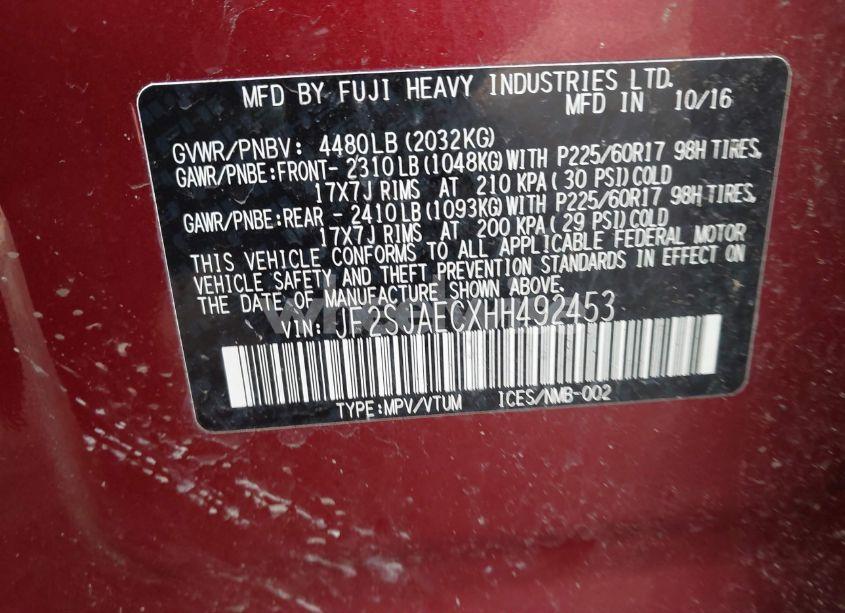 MFD BY FUJI HEAVY INDUSTRIES LTD.
MFD IN 10/16
GVWR/PNBV: 4480LB (2032KG)
GAWR/PNBE:FRONT- 2310LB (1048KG) WITH P225/60R17 98H TIRES,
17X7J RIMS AT 210 KPA ( 30 PSI) COLD
GAWR/PNBE:REAR - 2410LB (1093KG) WITH P225/60R17 98H TIRES,
17X7J RIMS AT 200 KPA ( 29 PSI) COLD
THIS VEHICLE CONFORMS TO ALL APPLICABLE FEDERAL MOTOR
VEHICLE SAFETY AND THEFT PREVENTION STANDARDS IN EFFECT ON
THE DATE OF MANUFACTURE SHOWN ABOVE.
VIN: JF2SJAECXHH492453
TYPE:MPV/VTUM ICES/NMB-002